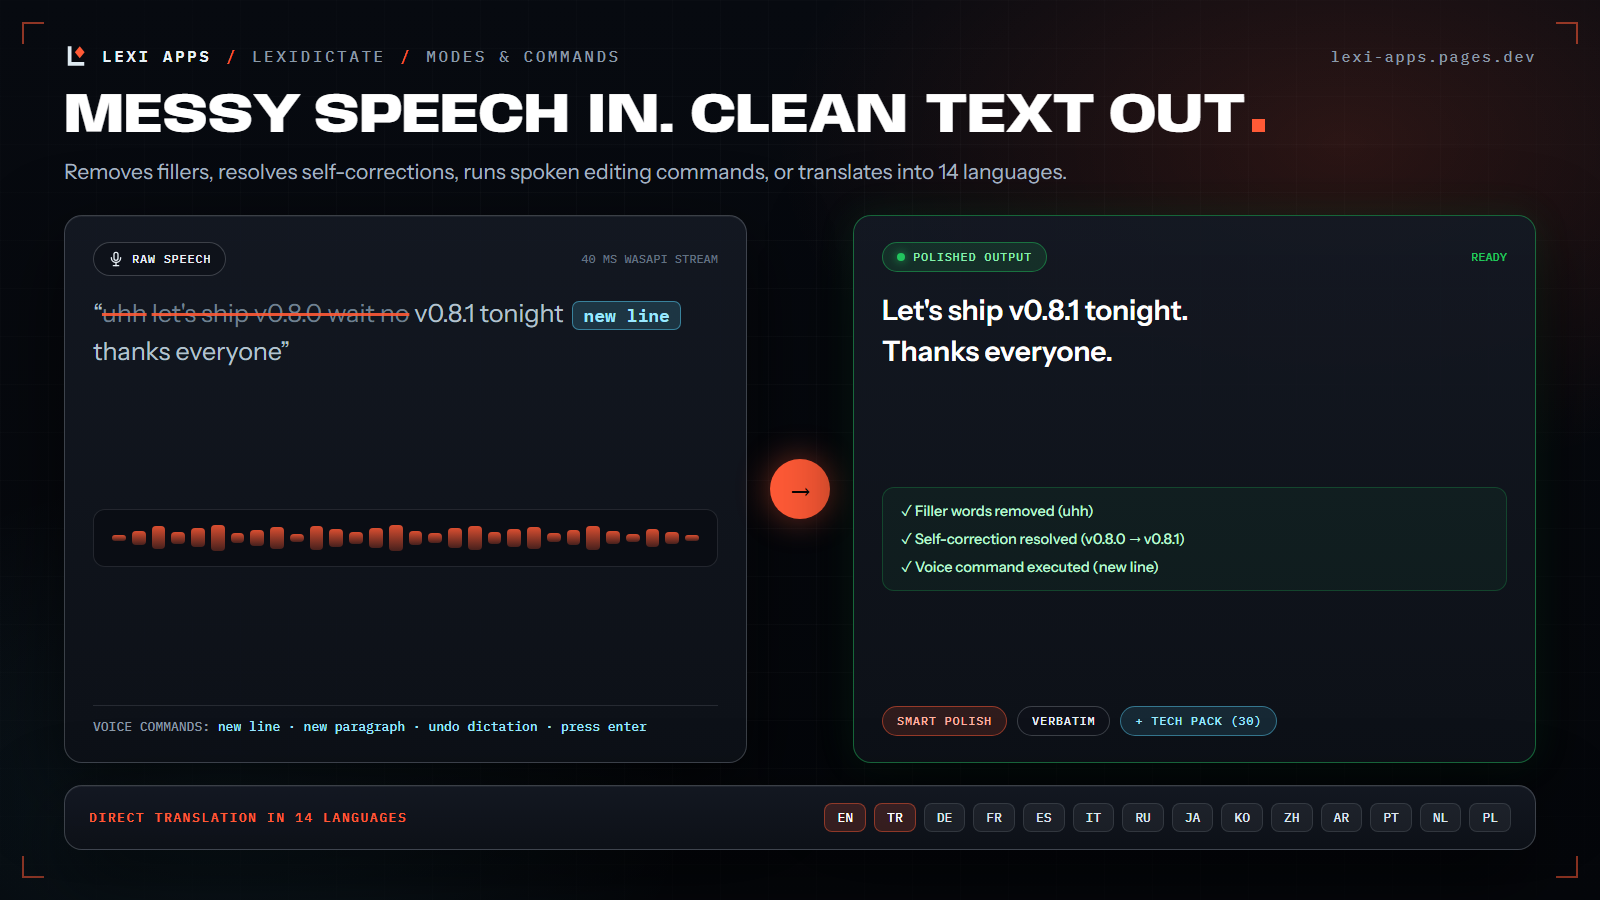 LEXI APPS / LEXIDICTATE / MODES & COMMANDS
lexi-apps.pages.dev
MESSY SPEECH IN. CLEAN TEXT OUT.
Removes fillers, resolves self-corrections, runs spoken editing commands, or translates into 14 languages.
RAW SPEECH
40 MS WASAPI STREAM
“uhh let's ship v0.8.0 wait no v0.8.1 tonight new line
thanks everyone”
VOICE COMMANDS: new line · new paragraph · undo dictation · press enter
→
POLISHED OUTPUT
READY
Let's ship v0.8.1 tonight.
Thanks everyone.
✓ Filler words removed (uhh)
✓ Self-correction resolved (v0.8.0 → v0.8.1)
✓ Voice command executed (new line)
SMART POLISH VERBATIM + TECH PACK (30)
DIRECT TRANSLATION IN 14 LANGUAGES
EN TR DE FR ES IT RU JA KO ZH AR PT NL PL